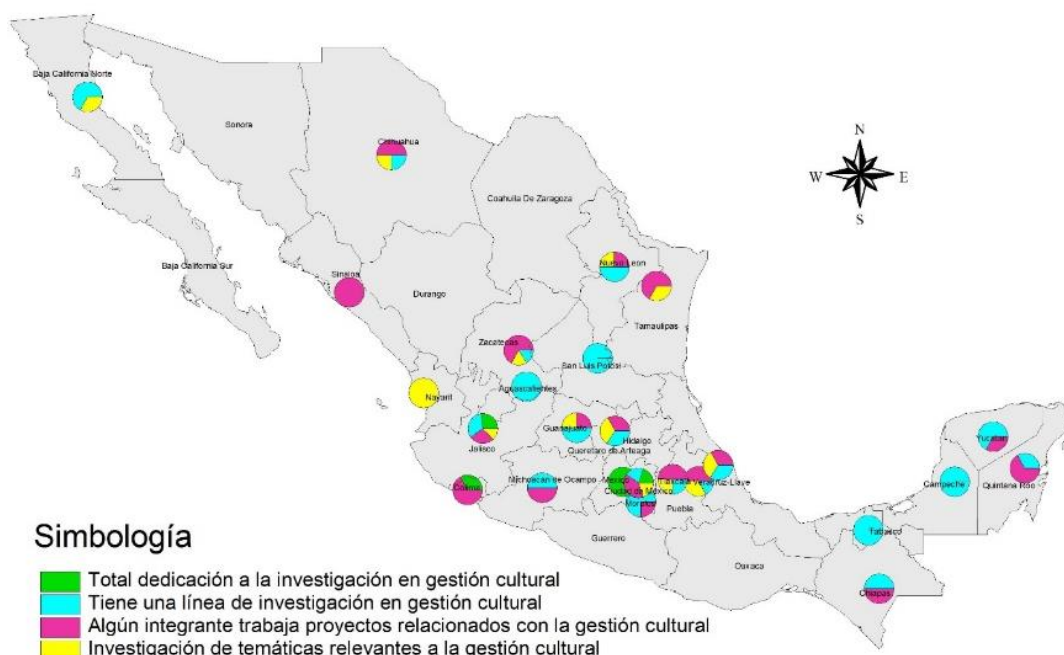 Baja California Norte
Sonora
Chihuahua
Coahuila De Zaragoza
N
W
E
S
Baja California Sur
Sinaloa
Durango
Nuevo Leon
Tamaulipas
Zacatecas
San Luis Potosi
Nayarit
Aguascalientes
Jalisco
Guanajuato
Hidalgo
Queretaro de Arteaga
Colima
Michoacan de Ocampo
Mexico
Ciudad de México
Tlaxcala
Veracruz-Llave
Morelos
Puebla
Guerrero
Oaxaca
Yucatan
Campeche
Quintana Roo
Tabasco
Chiapas
Simbología
Total dedicación a la investigación en gestión cultural
Tiene una línea de investigación en gestión cultural
Algún integrante trabaja proyectos relacionados con la gestión cultural
Investigación de temáticas relevantes a la gestión cultural